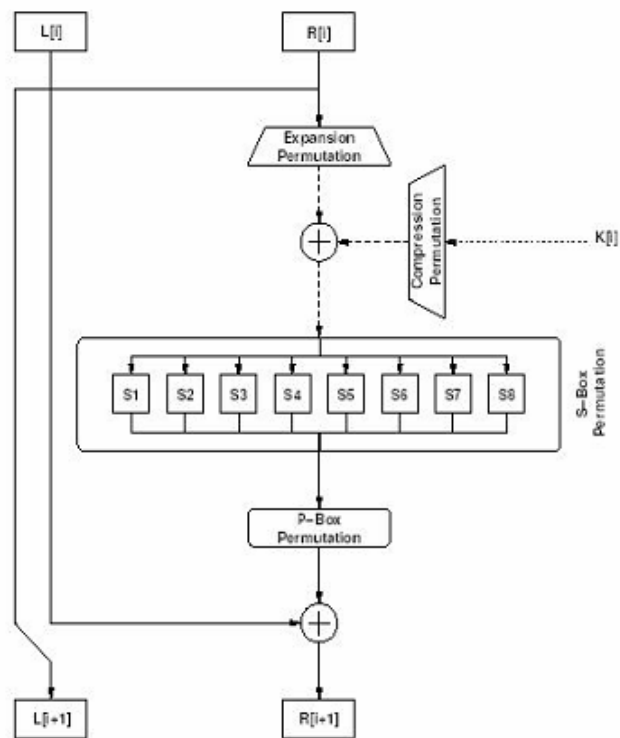 L[i]
R[i]
Expansion
Permutation
Compression
Permutation
K[i]
S1 S2 S3 S4 S5 S6 S7 S8
S-Box
Permutation
P-Box
Permutation
L[i+1]
R[i+1]